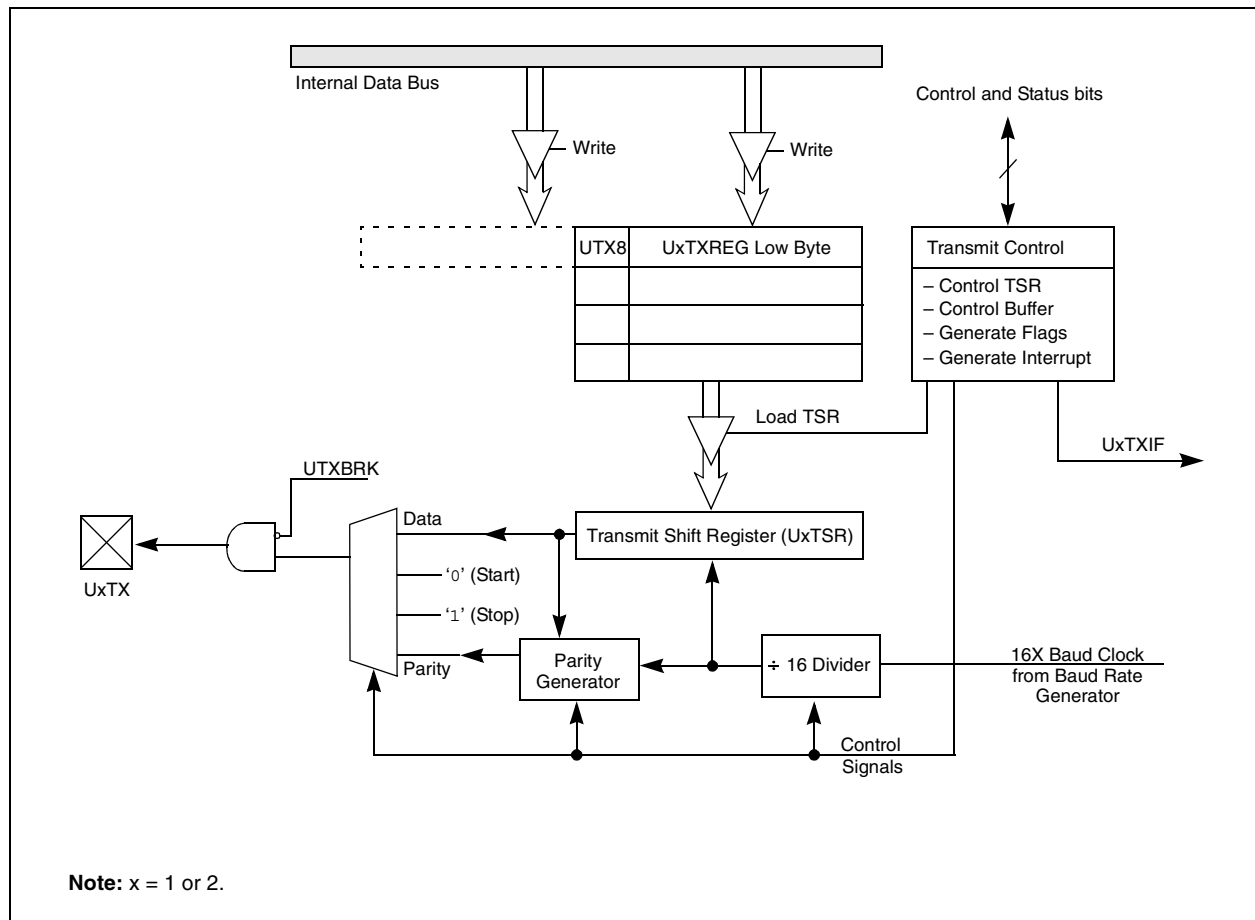 Internal Data Bus
Control and Status bits
Write
Write
UTX8
UxTXREG Low Byte
Transmit Control
– Control TSR
– Control Buffer
– Generate Flags
– Generate Interrupt
Load TSR
UxTXIF
UTXBRK
Data
Transmit Shift Register (UxTSR)
UxTX
‘0’ (Start)
‘1’ (Stop)
Parity
Parity
Generator
÷ 16 Divider
16X Baud Clock
from Baud Rate
Generator
Control
Signals
Note: x = 1 or 2.